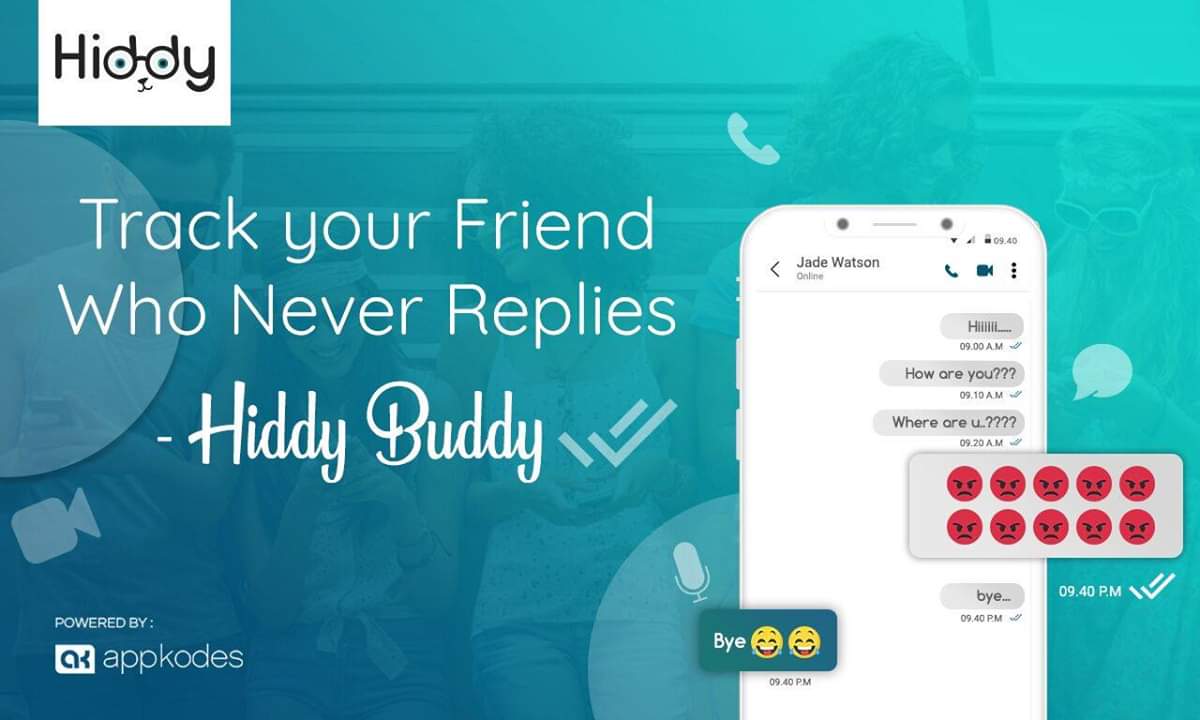 Hiddy
Track your Friend
Who Never Replies
- Hiddy Buddy
POWERED BY :
ak appkodes
09.40
Jade Watson
Online
Hiiiiii.....
09.00 A.M
How are you???
09.10 A.M
Where are u..????
09.20 A.M
09.40 P.M
bye...
09.40 P.M
Bye
09.40 P.M